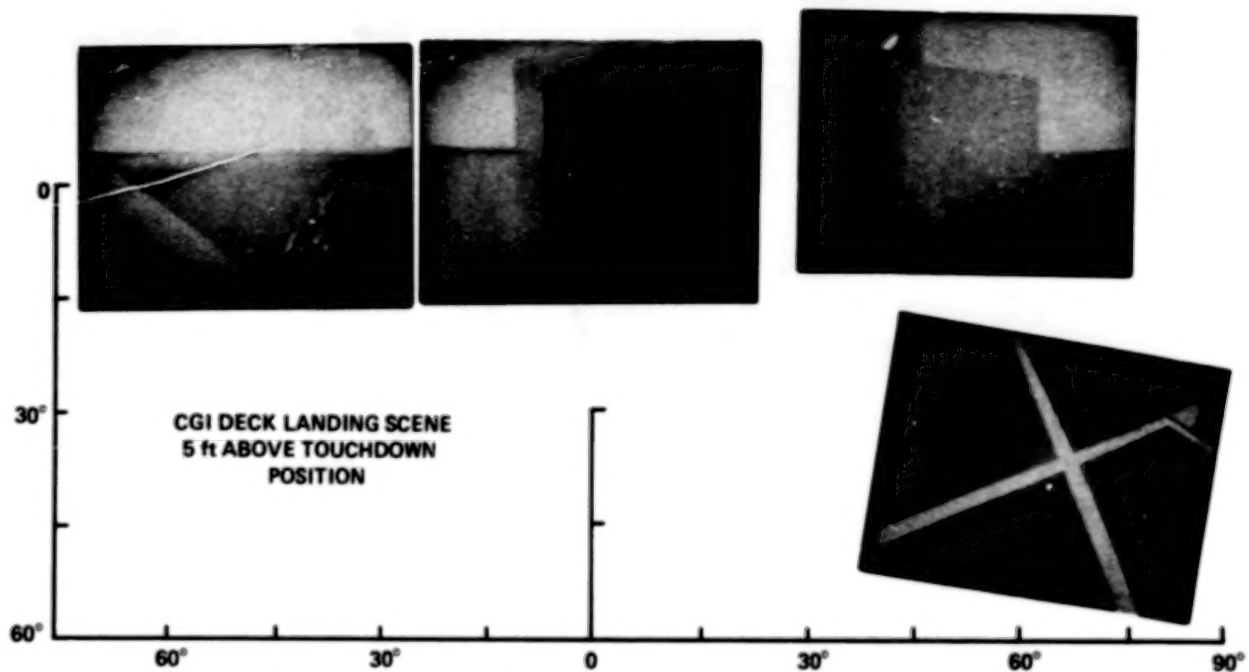 0
30°
CGI DECK LANDING SCENE
5 ft ABOVE TOUCHDOWN
POSITION
60°
60° 30° 0 30° 60° 90°